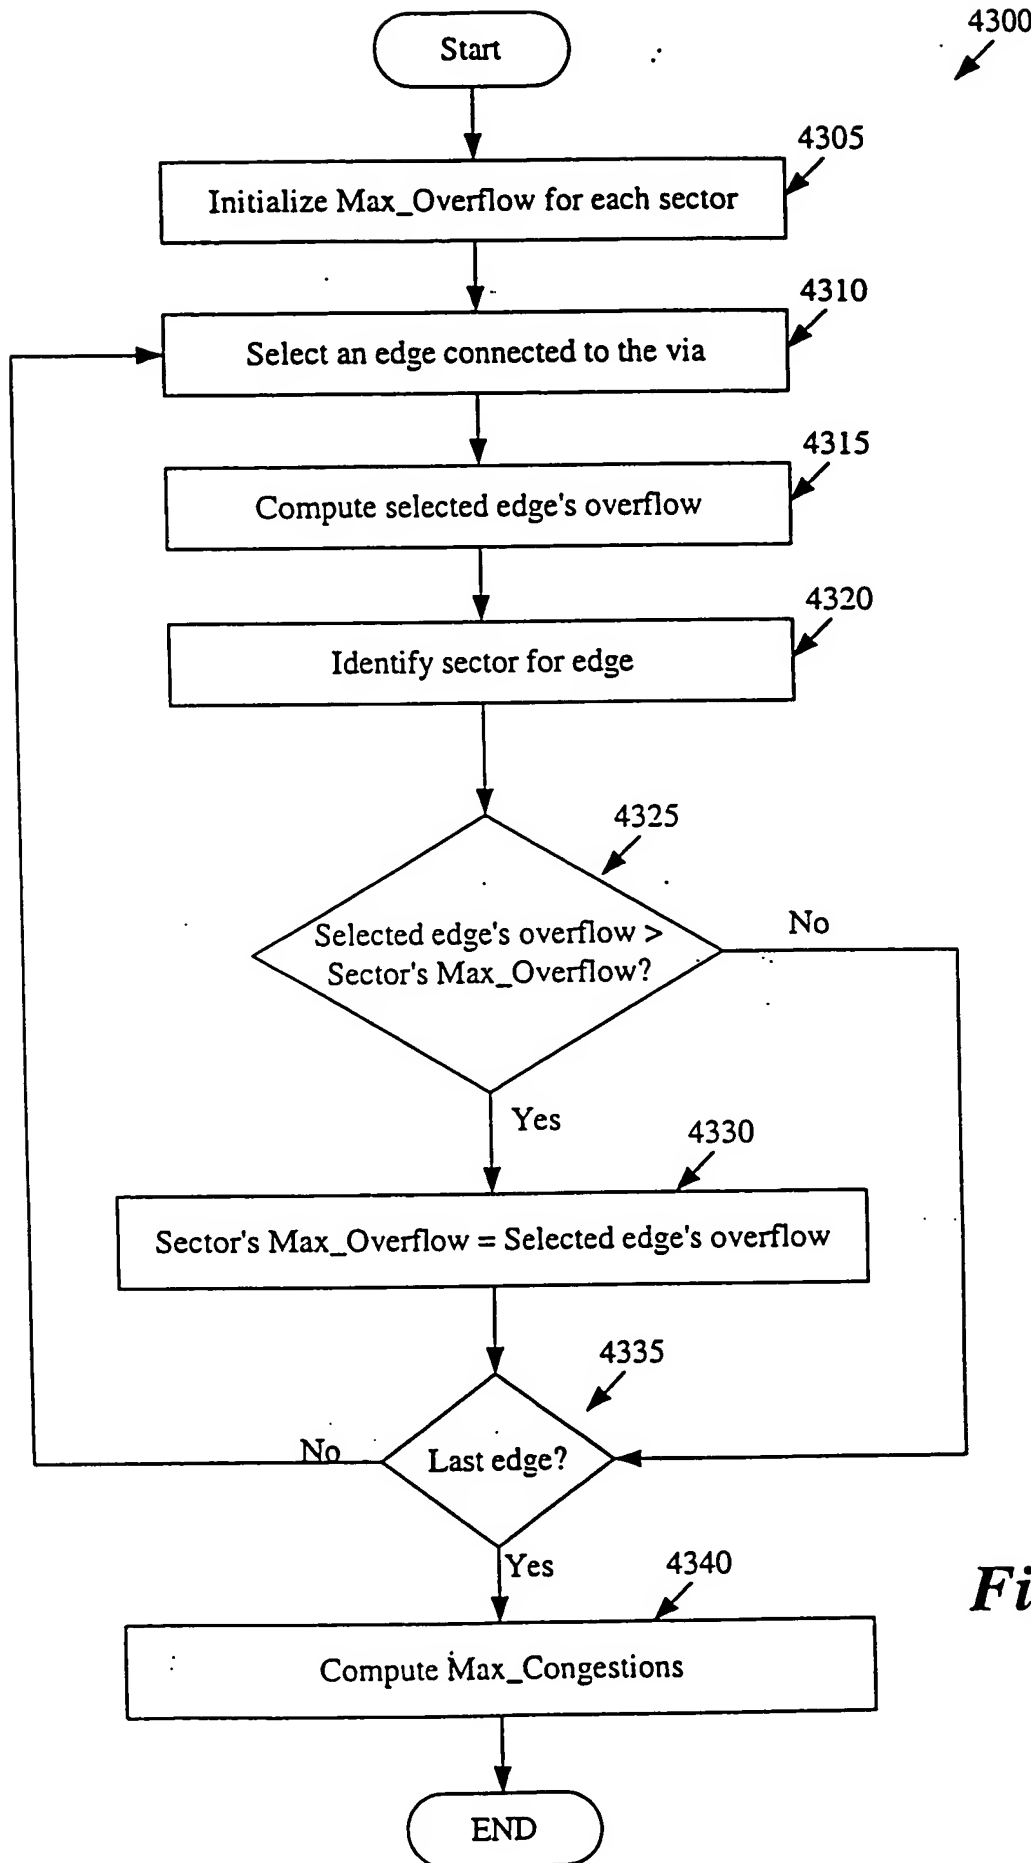 4300
Start
4305
Initialize Max_Overflow for each sector
4310
Select an edge connected to the via
4315
Compute selected edge's overflow
4320
Identify sector for edge
4325
Selected edge's overflow >
Sector's Max_Overflow?
No
Yes
4330
Sector's Max_Overflow = Selected edge's overflow
4335
Last edge?
No
Yes
4340
Compute Max_Congestions
END